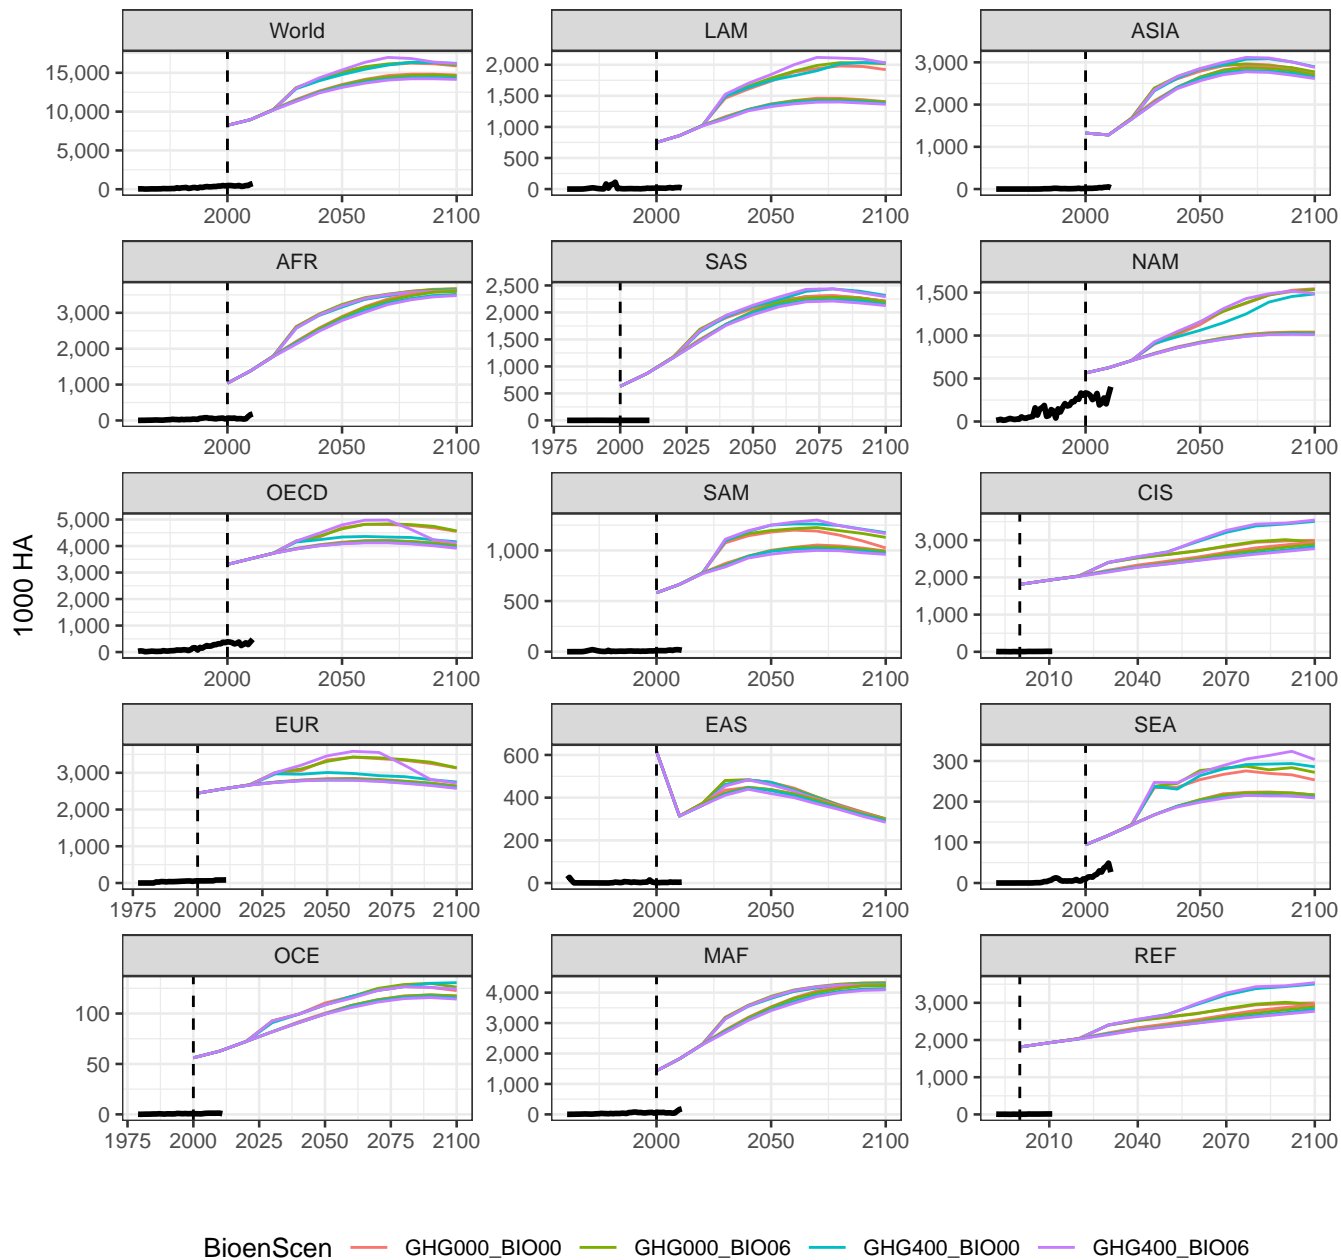 World LAM ASIA
15,000
10,000
5,000
0
2000 2050 2100
2,000
1,500
1,000
500
0
2000 2050 2100
3,000
2,000
1,000
0
2000 2050 2100
AFR SAS NAM
3,000
2,000
1,000
0
2000 2050 2100
2,500
2,000
1,500
1,000
500
0
1975 2000 2025 2050 2075 2100
1,500
1,000
500
0
2000 2050 2100
OECD SAM CIS
5,000
4,000
3,000
2,000
1,000
0
2000 2050 2100
1,000
500
0
2000 2050 2100
3,000
2,000
1,000
0
2010 2040 2070 2100
1000 HA
EUR EAS SEA
3,000
2,000
1,000
0
1975 2000 2025 2050 2075 2100
600
400
200
0
2000 2050 2100
300
200
100
0
2000 2050 2100
OCE MAF REF
100
50
0
1975 2000 2025 2050 2075 2100
4,000
3,000
2,000
1,000
0
2000 2050 2100
3,000
2,000
1,000
0
2010 2040 2070 2100
BioenScen GHG000_BIO00 GHG000_BIO06 GHG400_BIO00 GHG400_BIO06